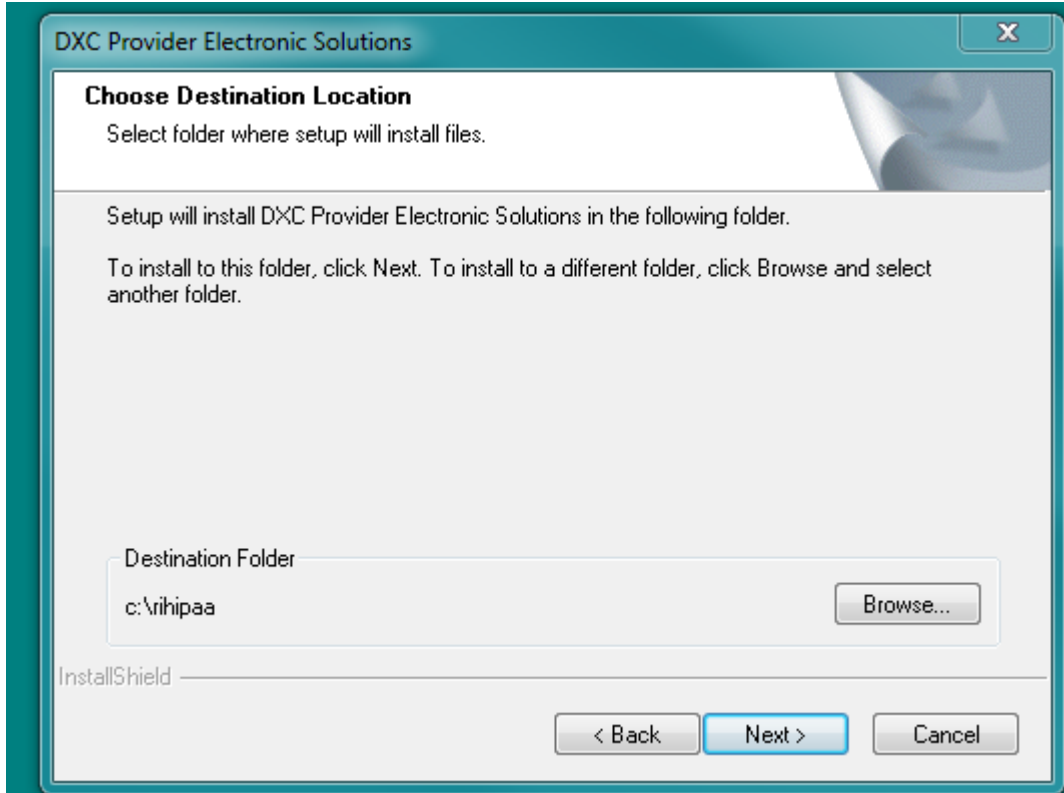 DXC Provider Electronic Solutions
X
Choose Destination Location
Select folder where setup will install files.
Setup will install DXC Provider Electronic Solutions in the following folder.
To install to this folder, click Next. To install to a different folder, click Browse and select
another folder.
Destination Folder
c:\rihipaa
Browse...
InstallShield
< Back
Next >
Cancel